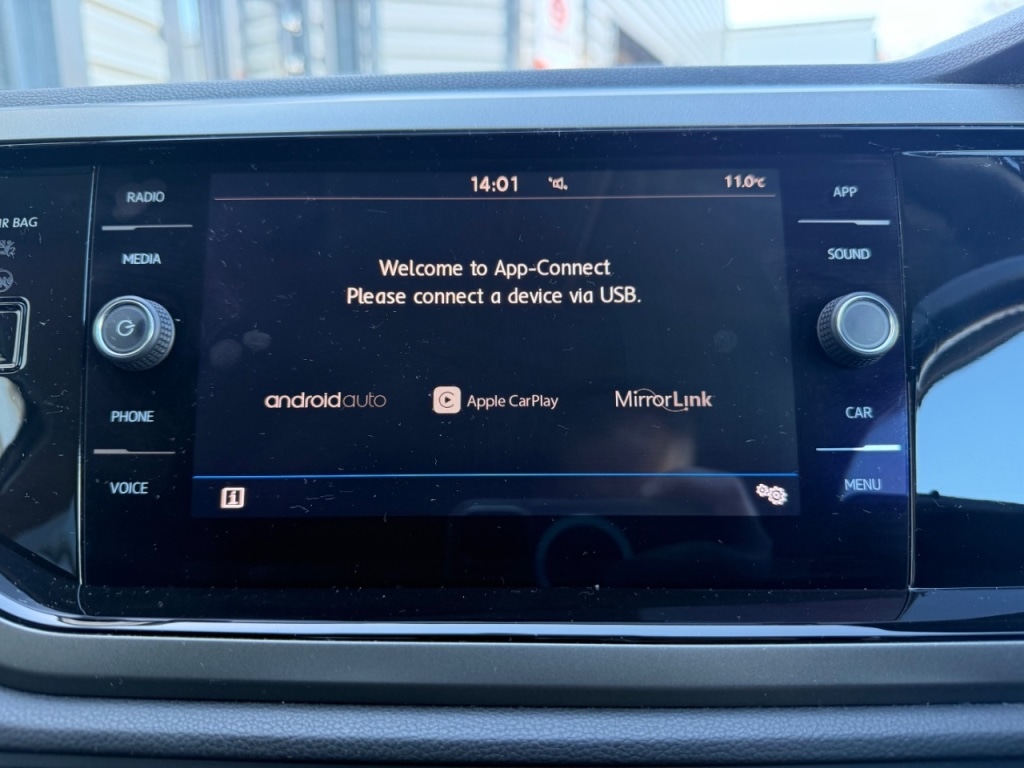 14:01
11.0°C
RADIO
MEDIA
PHONE
VOICE
Welcome to App-Connect
Please connect a device via USB.
androidauto
Apple CarPlay
MirrorLink
APP
SOUND
CAR
MENU
BAG